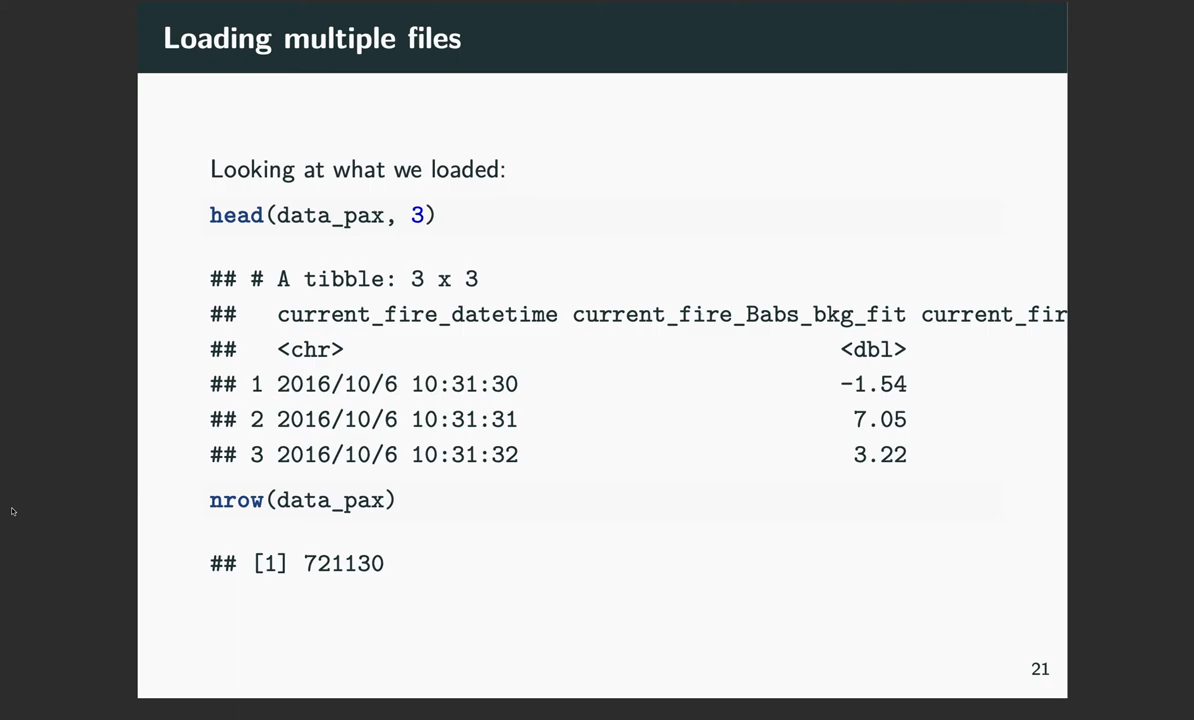 Loading multiple files
Looking at what we loaded:
head(data_pax, 3)
## # A tibble: 3 x 3
##   current_fire_datetime current_fire_Babs_bkg_fit current_fir
##   <chr>                                     <dbl>
## 1 2016/10/6 10:31:30                        -1.54
## 2 2016/10/6 10:31:31                         7.05
## 3 2016/10/6 10:31:32                         3.22
nrow(data_pax)
## [1] 721130
21